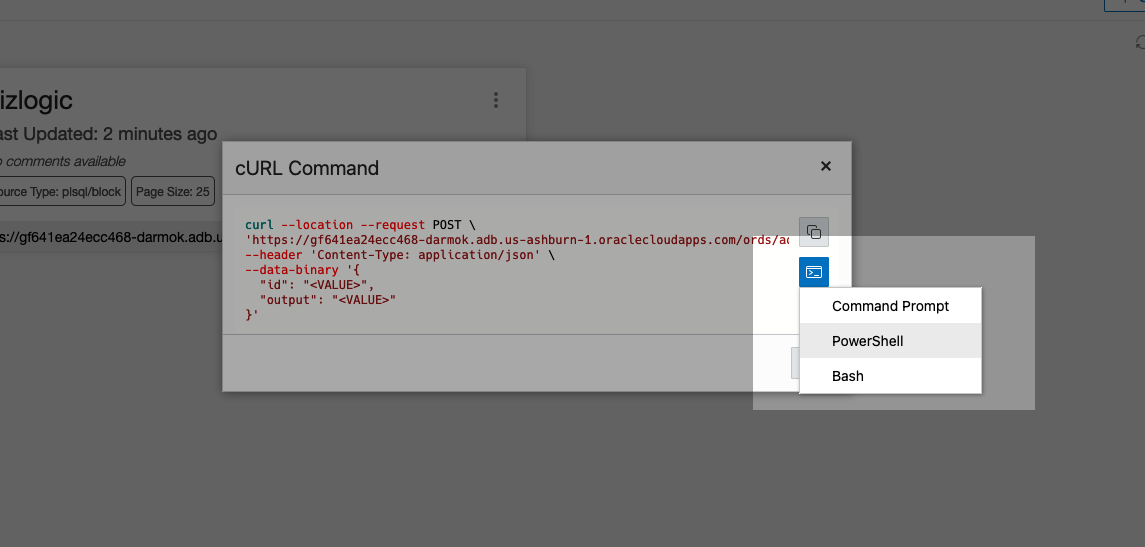 izlogic
ast Updated: 2 minutes ago
comments available
ource Type: plsql/block
Page Size: 25
s://gf641ea24ecc468-darmok.adb.u
cURL Command
curl --location --request POST \
'https://gf641ea24ecc468-darmok.adb.us-ashburn-1.oraclecloudapps.com/ords/ad
--header 'Content-Type: application/json' \
--data-binary '{
"id": "<VALUE>",
"output": "<VALUE>"
}'
Command Prompt
PowerShell
Bash